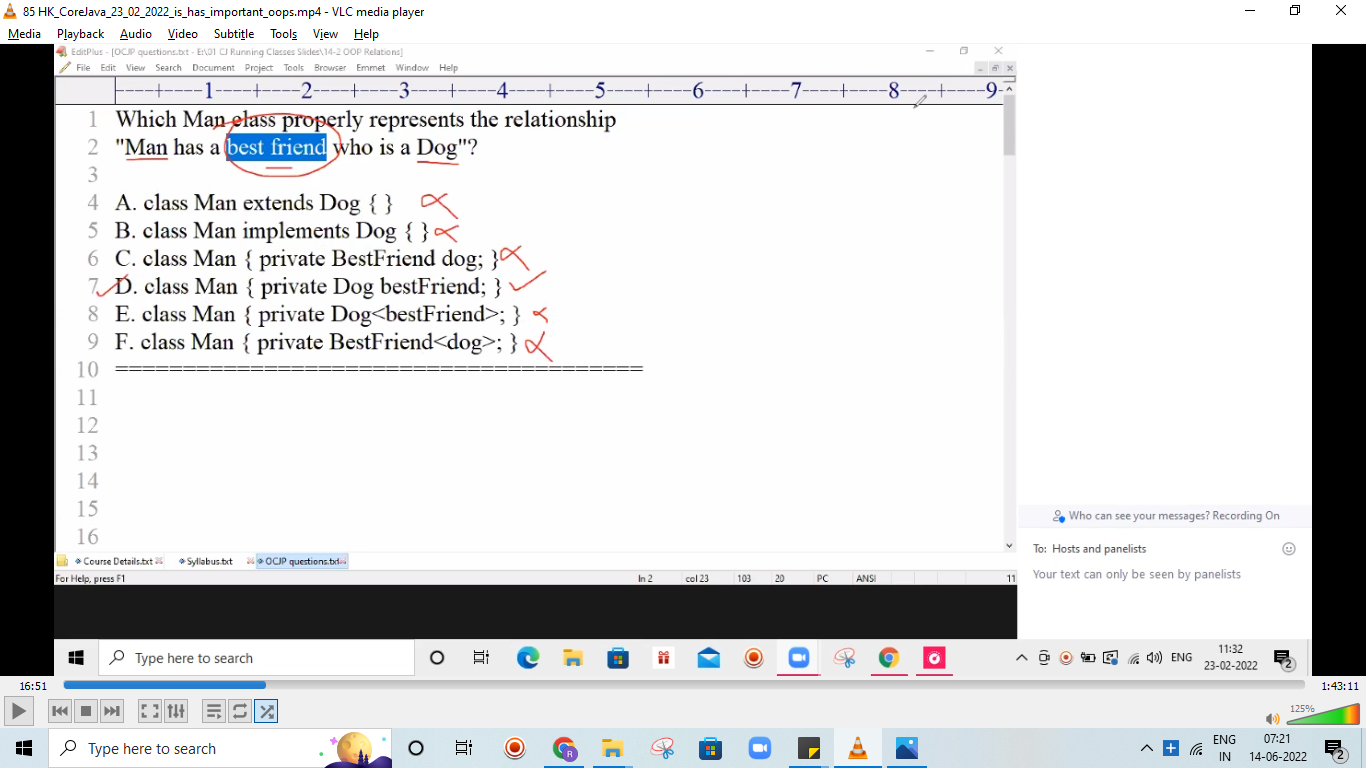 85 HK_CoreJava_23_02_2022_is_has_important_oops.mp4 - VLC media player
Media Playback Audio Video Subtitle Tools View Help
EditPlus - [OCJP questions.txt - E:\01 CJ Running Classes Slides\14-2 OOP Relations]
File Edit View Search Document Project Tools Browser Emmet Window Help
----+----1----+----2----+----3----+----4----+----5----+----6----+----7----+----8----+----9-
1 Which Man class properly represents the relationship
2 "Man has a best friend who is a Dog"?
3
4 A. class Man extends Dog { }
5 B. class Man implements Dog { }
6 C. class Man { private BestFriend dog; }
7 D. class Man { private Dog bestFriend; }
8 E. class Man { private Dog<bestFriend>; }
9 F. class Man { private BestFriend<dog>; }
10 =======================================
11
12
13
14
15
16
Who can see your messages? Recording On
To: Hosts and panelists
Your text can only be seen by panelists
Course Details.txt Syllabus.txt OCJP questions.txt
For Help, press F1 ln 2 col 23 103 20 PC ANSI 11
Type here to search ENG 11:32
23-02-2022 2
16:51 1:43:11
125%
Type here to search ENG 07:21
IN 14-06-2022 2